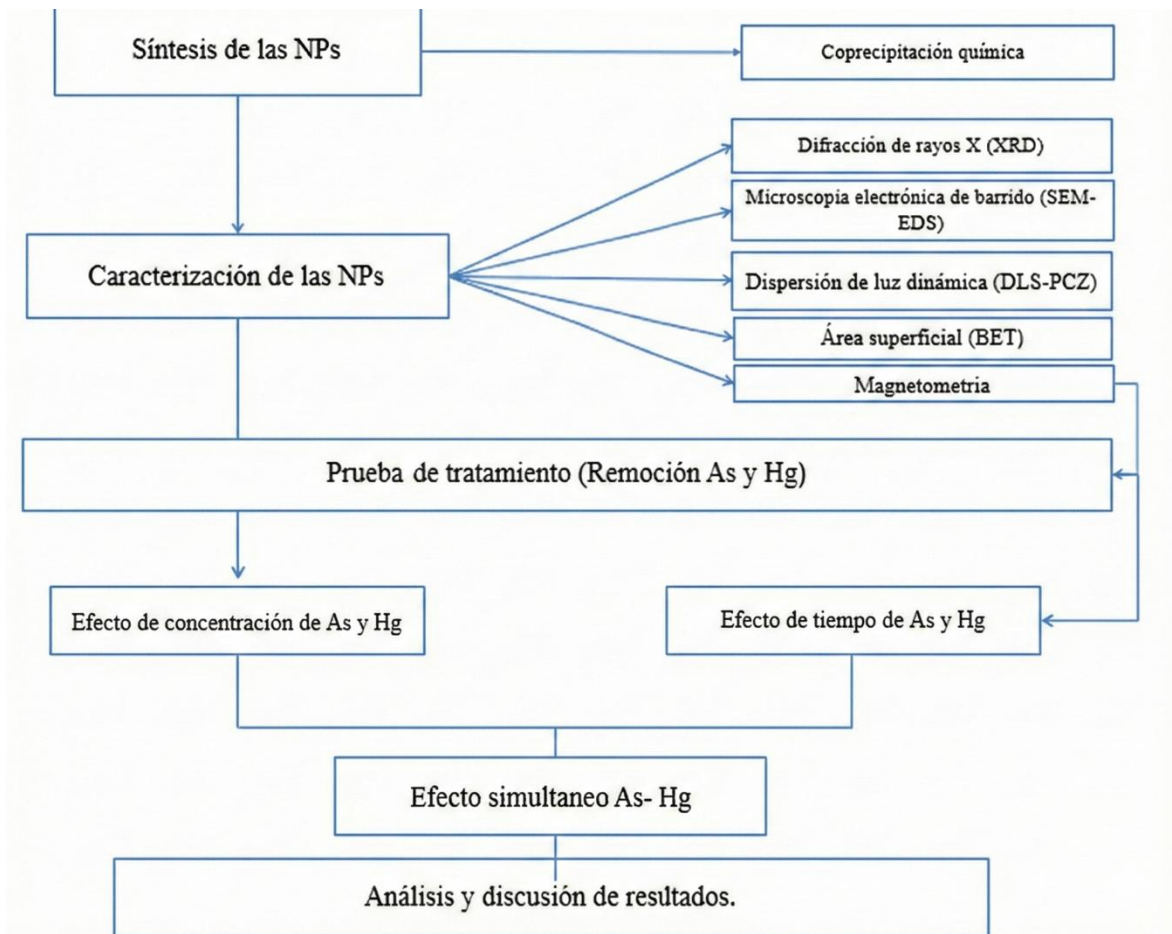 Síntesis de las NPs
Coprecipitación química
Difracción de rayos X (XRD)
Microscopia electrónica de barrido (SEM-
EDS)
Caracterización de las NPs
Dispersión de luz dinámica (DLS-PCZ)
Área superficial (BET)
Magnetometria
Prueba de tratamiento (Remoción As y Hg)
Efecto de concentración de As y Hg
Efecto de tiempo de As y Hg
Efecto simultaneo As- Hg
Análisis y discusión de resultados.